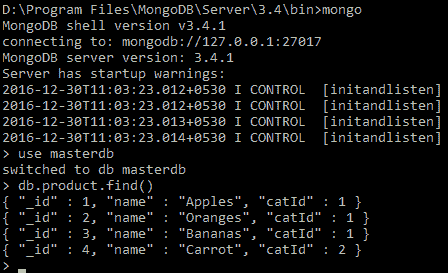 D:\Program Files\MongoDB\Server\3.4\bin>mongo
MongoDB shell version v3.4.1
connecting to: mongodb://127.0.0.1:27017
MongoDB server version: 3.4.1
Server has startup warnings:
2016-12-30T11:03:23.012+0530 I CONTROL  [initandlisten]
2016-12-30T11:03:23.012+0530 I CONTROL  [initandlisten]
2016-12-30T11:03:23.013+0530 I CONTROL  [initandlisten]
2016-12-30T11:03:23.014+0530 I CONTROL  [initandlisten]
> use masterdb
switched to db masterdb
> db.product.find()
{ "_id" : 1, "name" : "Apples", "catId" : 1 }
{ "_id" : 2, "name" : "Oranges", "catId" : 1 }
{ "_id" : 3, "name" : "Bananas", "catId" : 1 }
{ "_id" : 4, "name" : "Carrot", "catId" : 2 }
>